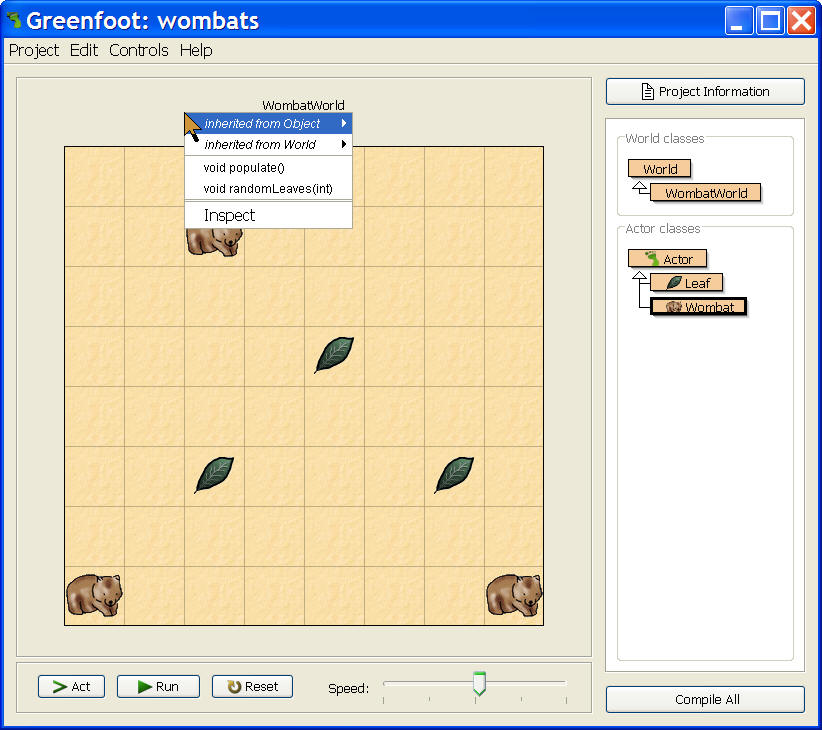 Greenfoot: wombats
Project Edit Controls Help
WombatWorld
inherited from Object
inherited from World
void populate()
void randomLeaves(int)
Inspect
Project Information
World classes
World
WombatWorld
Actor classes
Actor
Leaf
Wombat
Act
Run
Reset
Speed:
Compile All